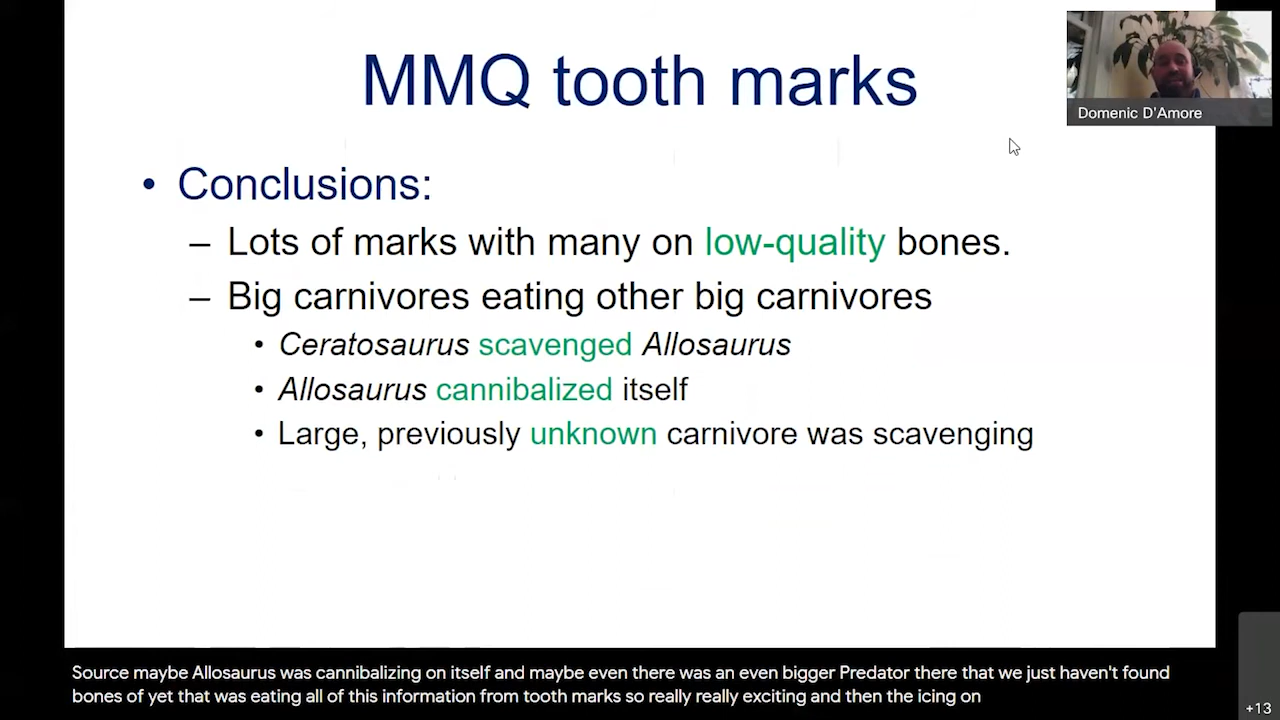 MMQ tooth marks
Domenic D'Amore
• Conclusions:
– Lots of marks with many on low-quality bones.
– Big carnivores eating other big carnivores
• Ceratosaurus scavenged Allosaurus
• Allosaurus cannibalized itself
• Large, previously unknown carnivore was scavenging
Source maybe Allosaurus was cannibalizing on itself and maybe even there was an even bigger Predator there that we just haven't found
bones of yet that was eating all of this information from tooth marks so really really exciting and then the icing on
+13